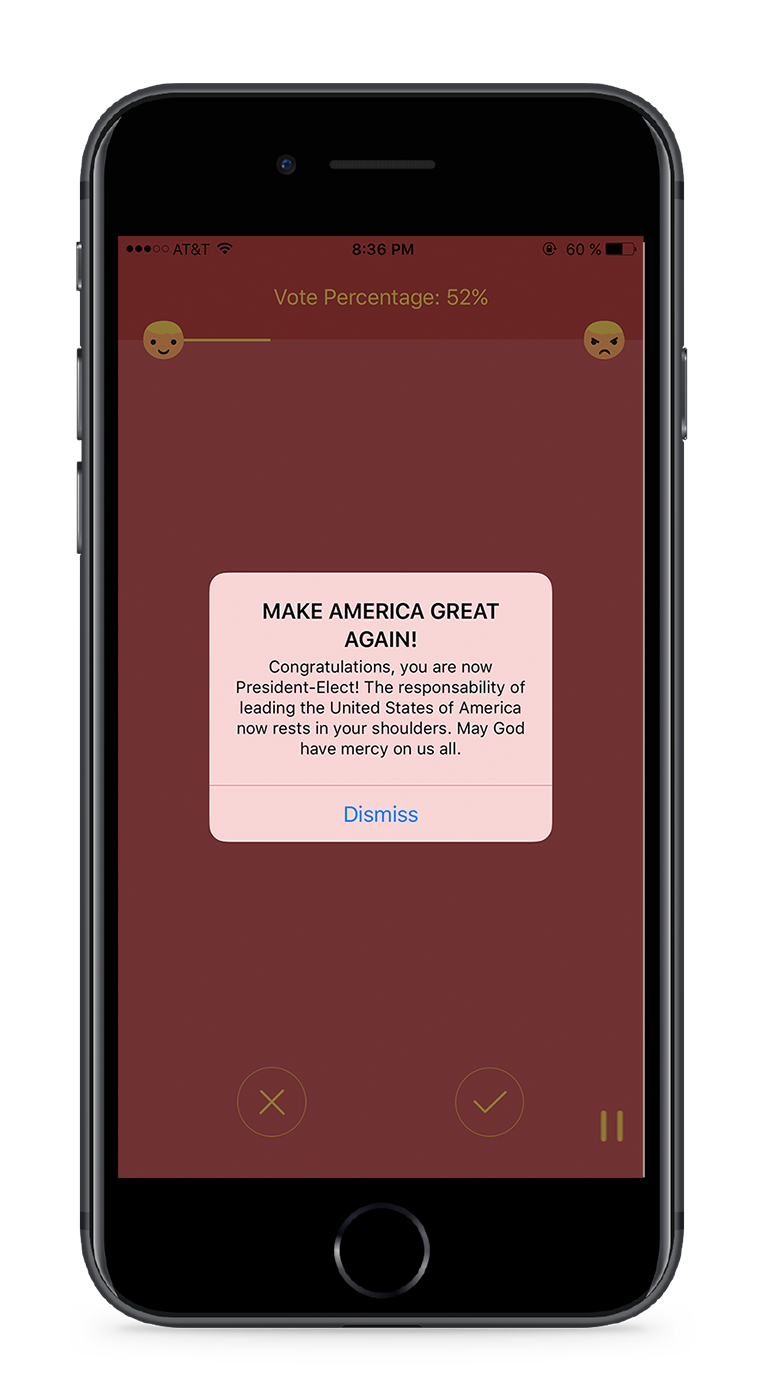 AT&T 8:36 PM 60 %
Vote Percentage: 52%
MAKE AMERICA GREAT
AGAIN!
Congratulations, you are now
President-Elect! The responsability of
leading the United States of America
now rests in your shoulders. May God
have mercy on us all.
Dismiss